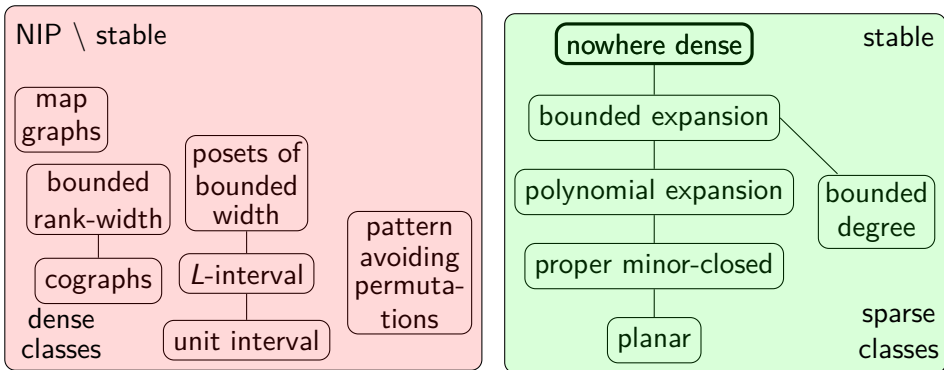 NIP \ stable
map
graphs
bounded
rank-width
cographs
dense
classes
posets of
bounded
width
L-interval
unit interval
pattern
avoiding
permuta-
tions
nowhere dense
stable
bounded expansion
polynomial expansion
bounded
degree
proper minor-closed
planar
sparse
classes